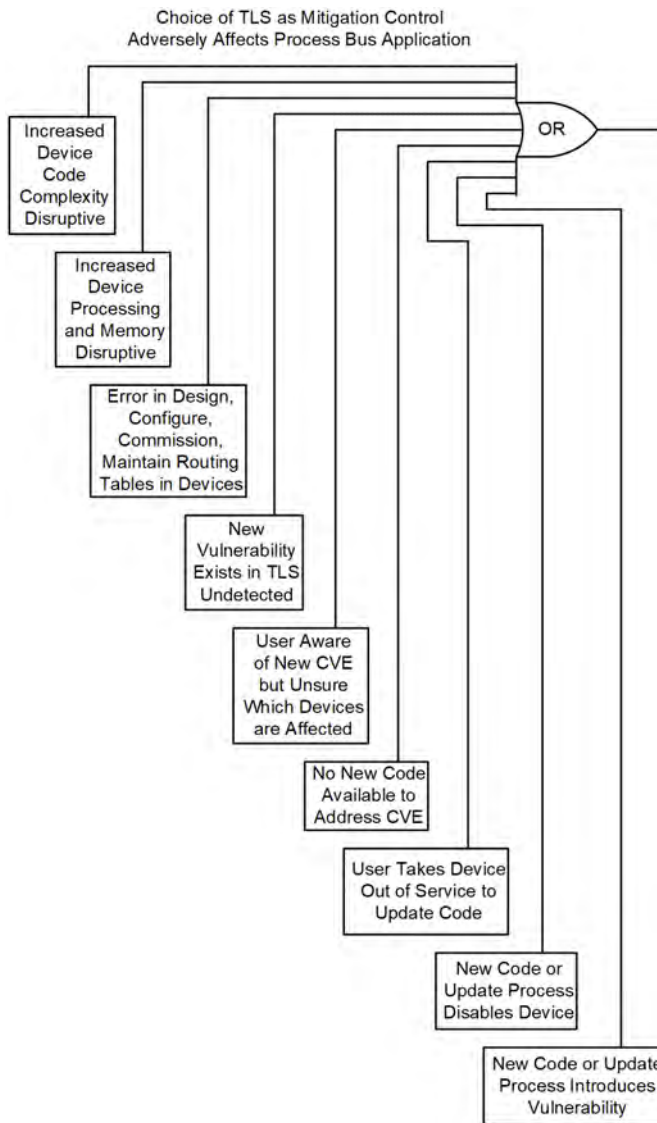 Choice of TLS as Mitigation Control
Adversely Affects Process Bus Application
OR
Increased
Device
Code
Complexity
Disruptive
Increased
Device
Processing
and Memory
Disruptive
Error in Design,
Configure,
Commission,
Maintain Routing
Tables in Devices
New
Vulnerability
Exists in TLS
Undetected
User Aware
of New CVE
but Unsure
Which Devices
are Affected
No New Code
Available to
Address CVE
User Takes Device
Out of Service to
Update Code
New Code or
Update Process
Disables Device
New Code or Update
Process Introduces
Vulnerability